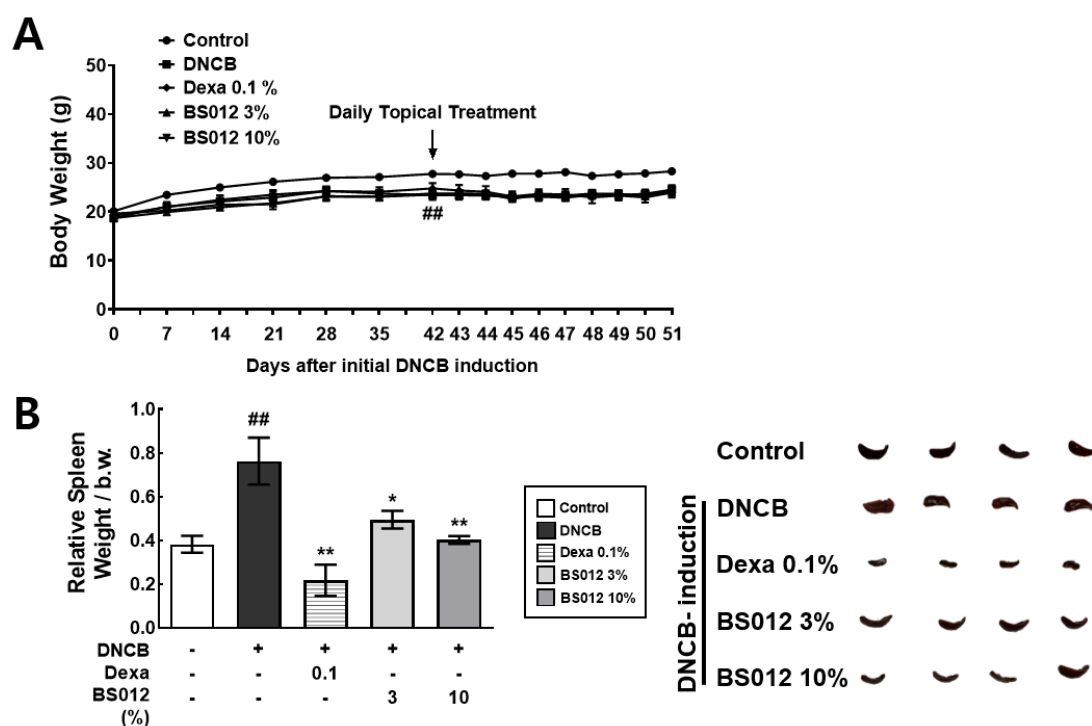 A
Control
DNCB
Dexa 0.1 %
BS012 3%
BS012 10%
50
40
30
20
10
0
Body Weight (g)
Daily Topical Treatment
##
0 7 14 21 28 35 42 43 44 45 46 47 48 49 50 51
Days after initial DNCB induction
B
1.0
0.8
0.6
0.4
0.2
0.0
Relative Spleen
Weight / b.w.
##
**
*
**
DNCB - + + + +
Dexa - - 0.1 - -
BS012 - - - 3 10
(%)
Control
DNCB
Dexa 0.1%
BS012 3%
BS012 10%
DNCB- induction
Control
DNCB
Dexa 0.1%
BS012 3%
BS012 10%